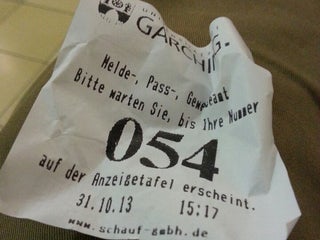 GARCHING.
Melde-, Pass-, Gewerbeamt
Bitte warten Sie, bis Ihre Nummer
054
auf der Anzeigetafel erscheint.
31.10.13 15:17
www.schauf-gmbh.de